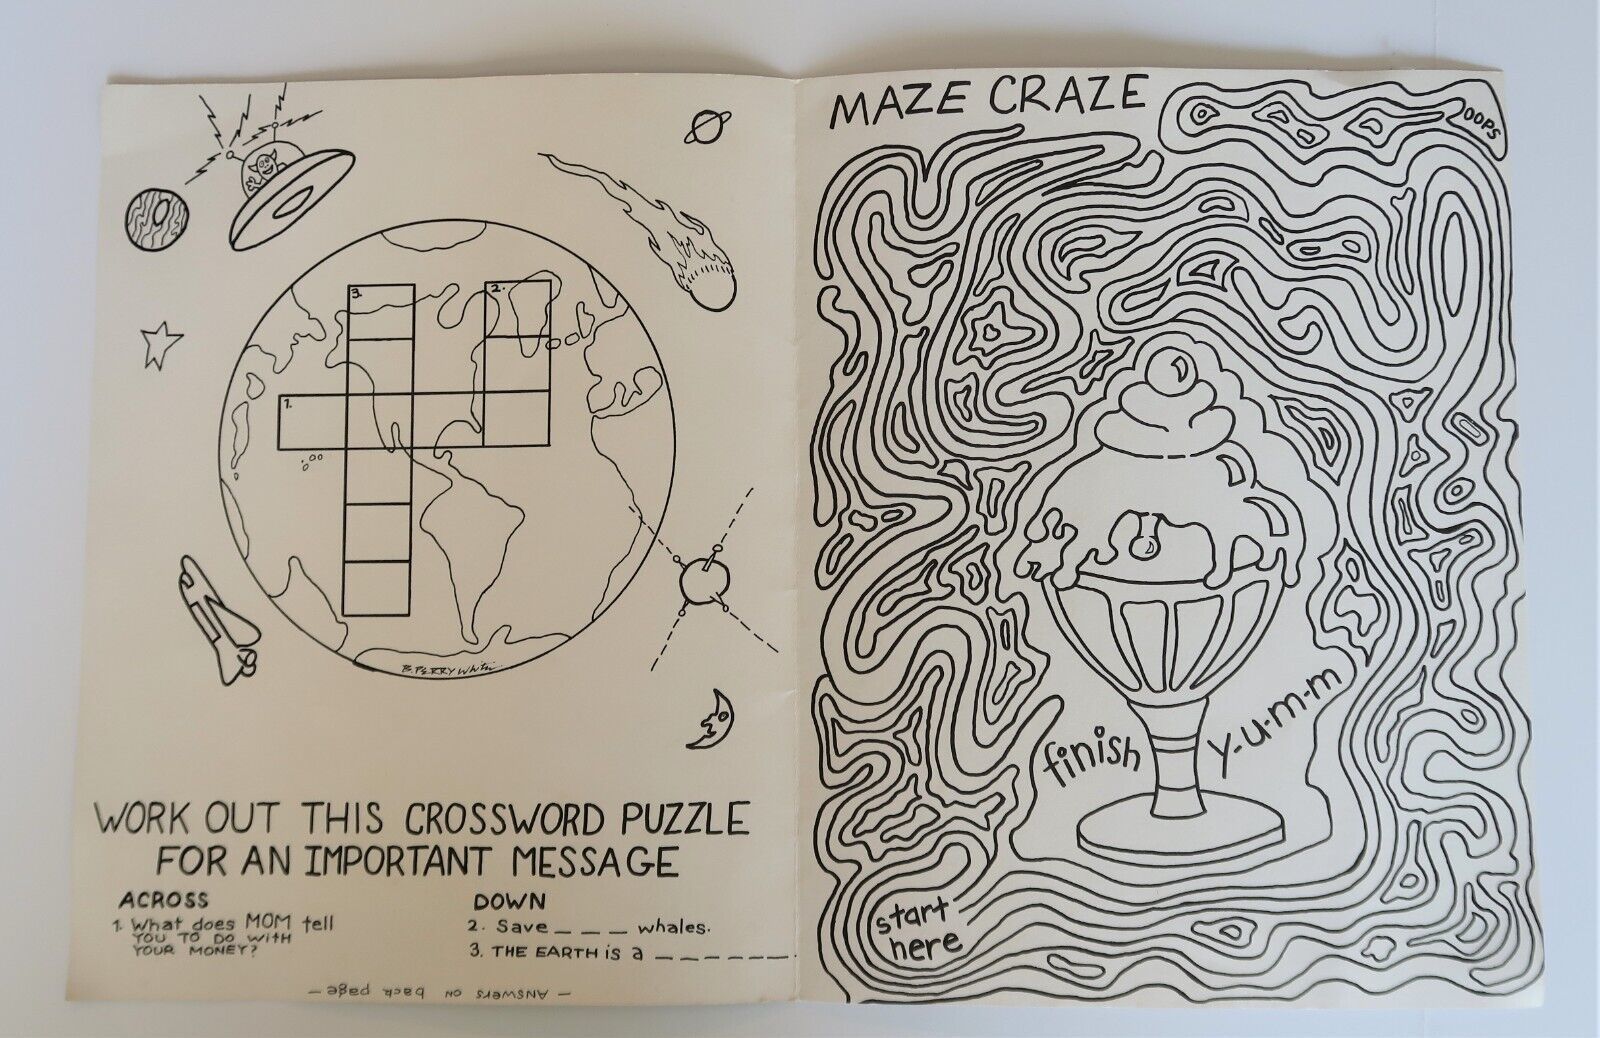 3.
2.
1.
B. PERRY White
WORK OUT THIS CROSSWORD PUZZLE
FOR AN IMPORTANT MESSAGE
ACROSS
1. What does MOM tell
YOU TO DO WITH
YOUR MONEY?
DOWN
2. Save _ _ _ whales.
3. THE EARTH is a _ _ _ _ _ _.
– ANSWERS ON back page –
MAZE CRAZE
OOPS
finish
Y-u-m-m
start
here